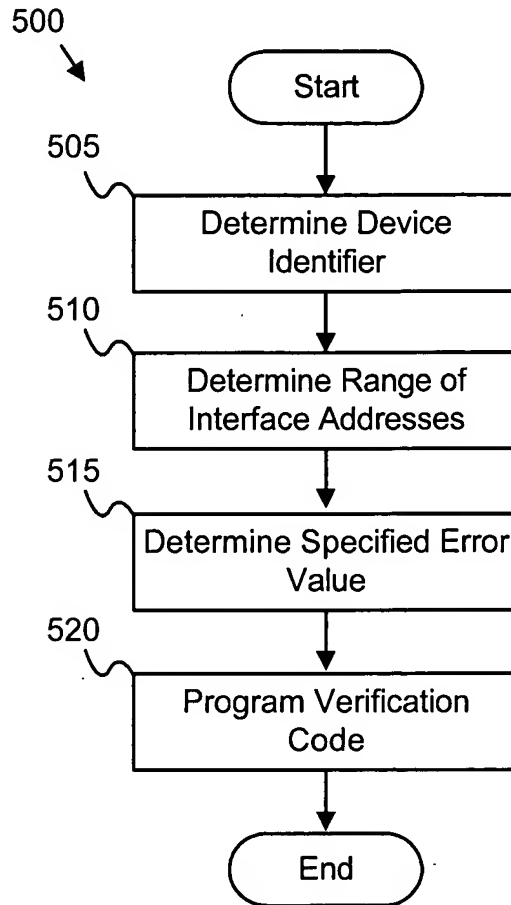 500
Start
505
Determine Device
Identifier
510
Determine Range of
Interface Addresses
515
Determine Specified Error
Value
520
Program Verification
Code
End